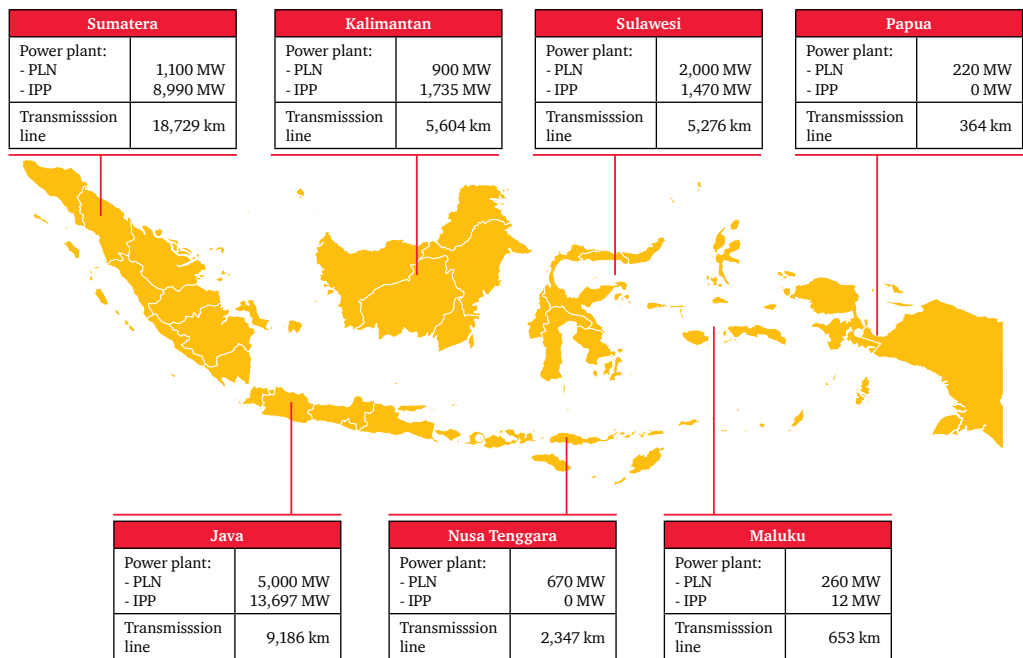 Sumatera
Power plant:
- PLN 1,100 MW
- IPP 8,990 MW
Transmisssion
line 18,729 km
Kalimantan
Power plant:
- PLN 900 MW
- IPP 1,735 MW
Transmisssion
line 5,604 km
Sulawesi
Power plant:
- PLN 2,000 MW
- IPP 1,470 MW
Transmisssion
line 5,276 km
Papua
Power plant:
- PLN 220 MW
- IPP 0 MW
Transmisssion
line 364 km
Java
Power plant:
- PLN 5,000 MW
- IPP 13,697 MW
Transmisssion
line 9,186 km
Nusa Tenggara
Power plant:
- PLN 670 MW
- IPP 0 MW
Transmisssion
line 2,347 km
Maluku
Power plant:
- PLN 260 MW
- IPP 12 MW
Transmisssion
line 653 km